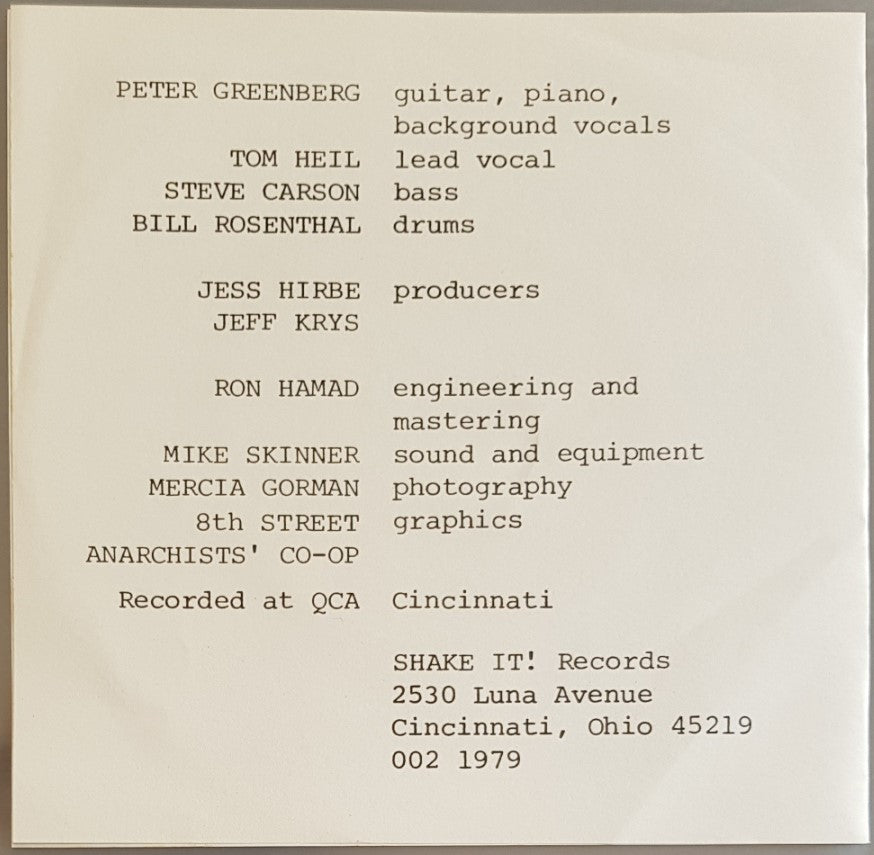 PETER GREENBERG guitar, piano,
background vocals
TOM HEIL lead vocal
STEVE CARSON bass
BILL ROSENTHAL drums
JESS HIRBE producers
JEFF KRYS
RON HAMAD engineering and
mastering
MIKE SKINNER sound and equipment
MERCIA GORMAN photography
8th STREET graphics
ANARCHISTS' CO-OP
Recorded at QCA Cincinnati
SHAKE IT! Records
2530 Luna Avenue
Cincinnati, Ohio 45219
002 1979